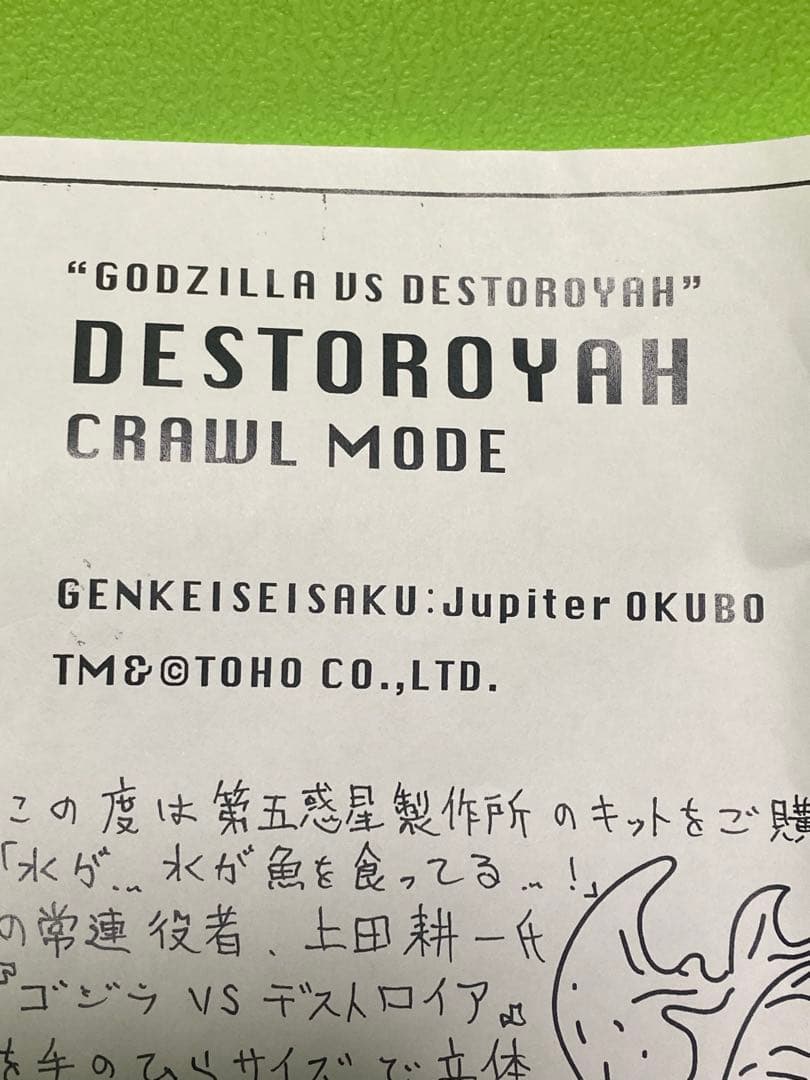 “GODZILLA VS DESTOROYAH”
DESTOROYAH
CRAWL MODE
GENKEISEISAKU:Jupiter OKUBO
TM&©TOHO CO.,LTD.
この度は第五惑星製作所のキットをご購
「水が…水が魚を食ってる…!」
の常連役者、上田耕一氏
『ゴジラVSデストロイア』
を手のひらサイズで立体